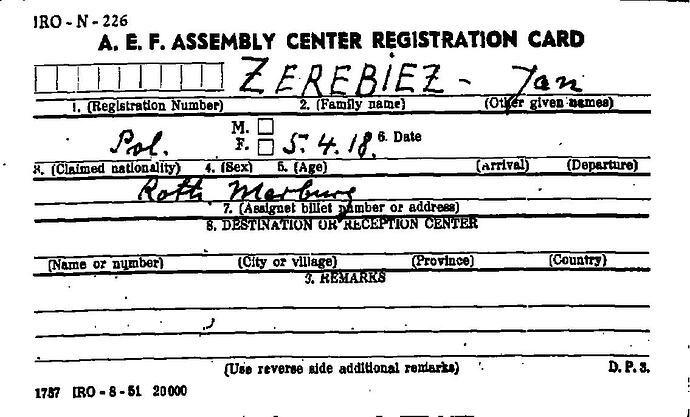 IRO - N - 226
A. E. F. ASSEMBLY CENTER REGISTRATION CARD
ZEREBIEZ - Jan
1. (Registration Number) 2. (Family name) (Other given names)
Pol. M. F. 5.4.18. 6. Date
3. (Claimed nationality) 4. (Sex) 5. (Age) (Arrival) (Departure)
Roth Marburg
7. (Assignet billet number or address)
8. DESTINATION OR RECEPTION CENTER
(Name or number) (City or village) (Province) (Country)
9. REMARKS
(Use reverse side additional remarks) D. P. 3.
1787 IRO - 8 - 51 20000